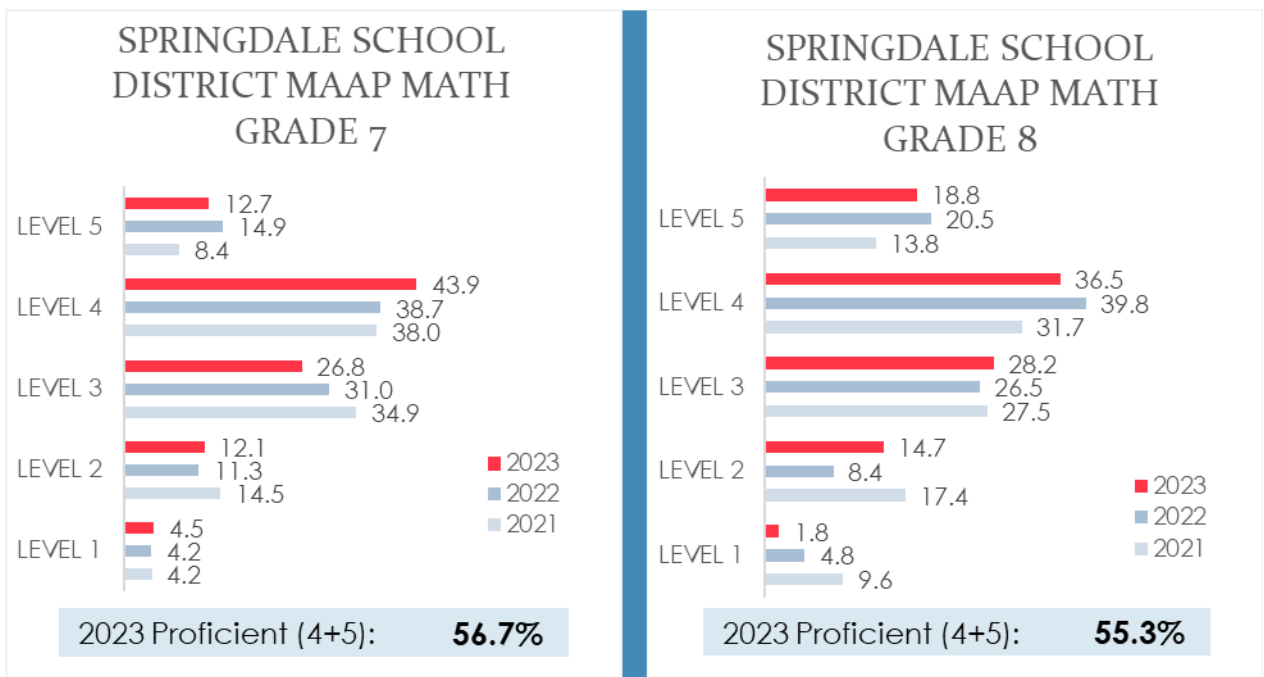 SPRINGDALE SCHOOL
DISTRICT MAAP MATH
GRADE 7
LEVEL 5
12.7
14.9
8.4
LEVEL 4
43.9
38.7
38.0
LEVEL 3
26.8
31.0
34.9
LEVEL 2
12.1
11.3
14.5
LEVEL 1
4.5
4.2
4.2
2023
2022
2021
2023 Proficient (4+5): 56.7%
SPRINGDALE SCHOOL
DISTRICT MAAP MATH
GRADE 8
LEVEL 5
18.8
20.5
13.8
LEVEL 4
36.5
39.8
31.7
LEVEL 3
28.2
26.5
27.5
LEVEL 2
14.7
8.4
17.4
LEVEL 1
1.8
4.8
9.6
2023
2022
2021
2023 Proficient (4+5): 55.3%